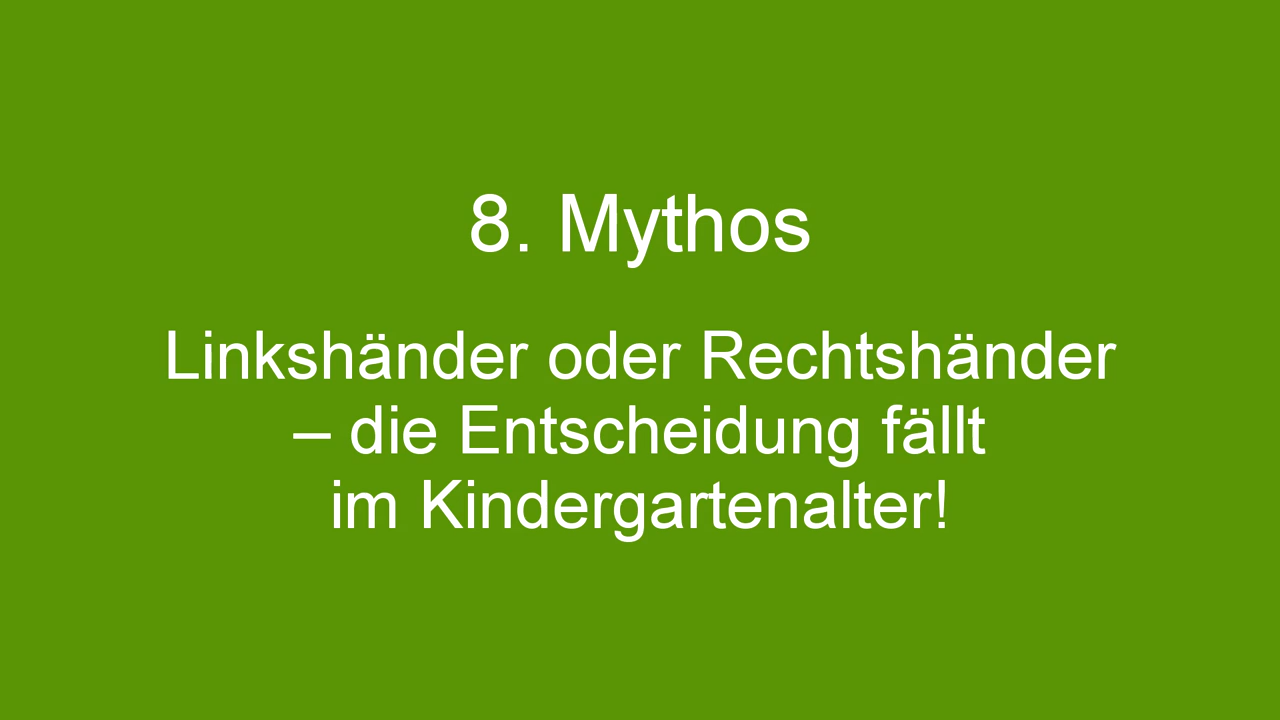 8. Mythos
Linkshänder oder Rechtshänder
– die Entscheidung fällt
im Kindergartenalter!